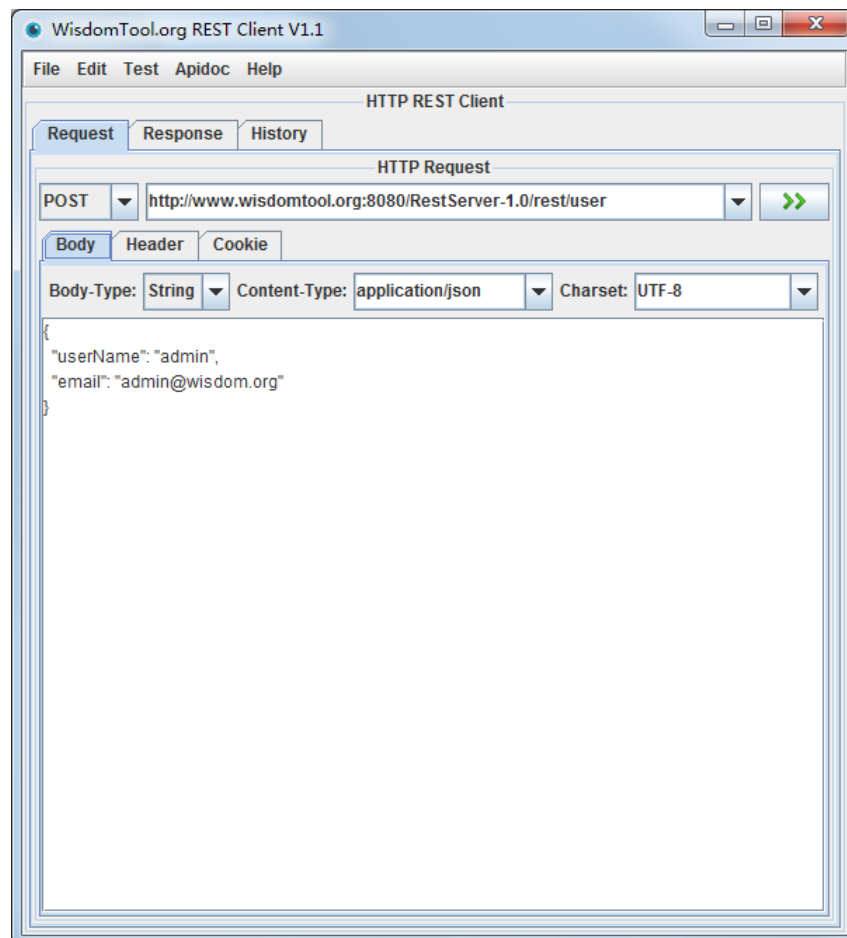 WisdomTool.org REST Client V1.1
File Edit Test Apidoc Help
HTTP REST Client
Request Response History
HTTP Request
POST http://www.wisdomtool.org:8080/RestServer-1.0/rest/user >>
Body Header Cookie
Body-Type: String Content-Type: application/json Charset: UTF-8
{
"userName": "admin",
"email": "admin@wisdom.org"
}